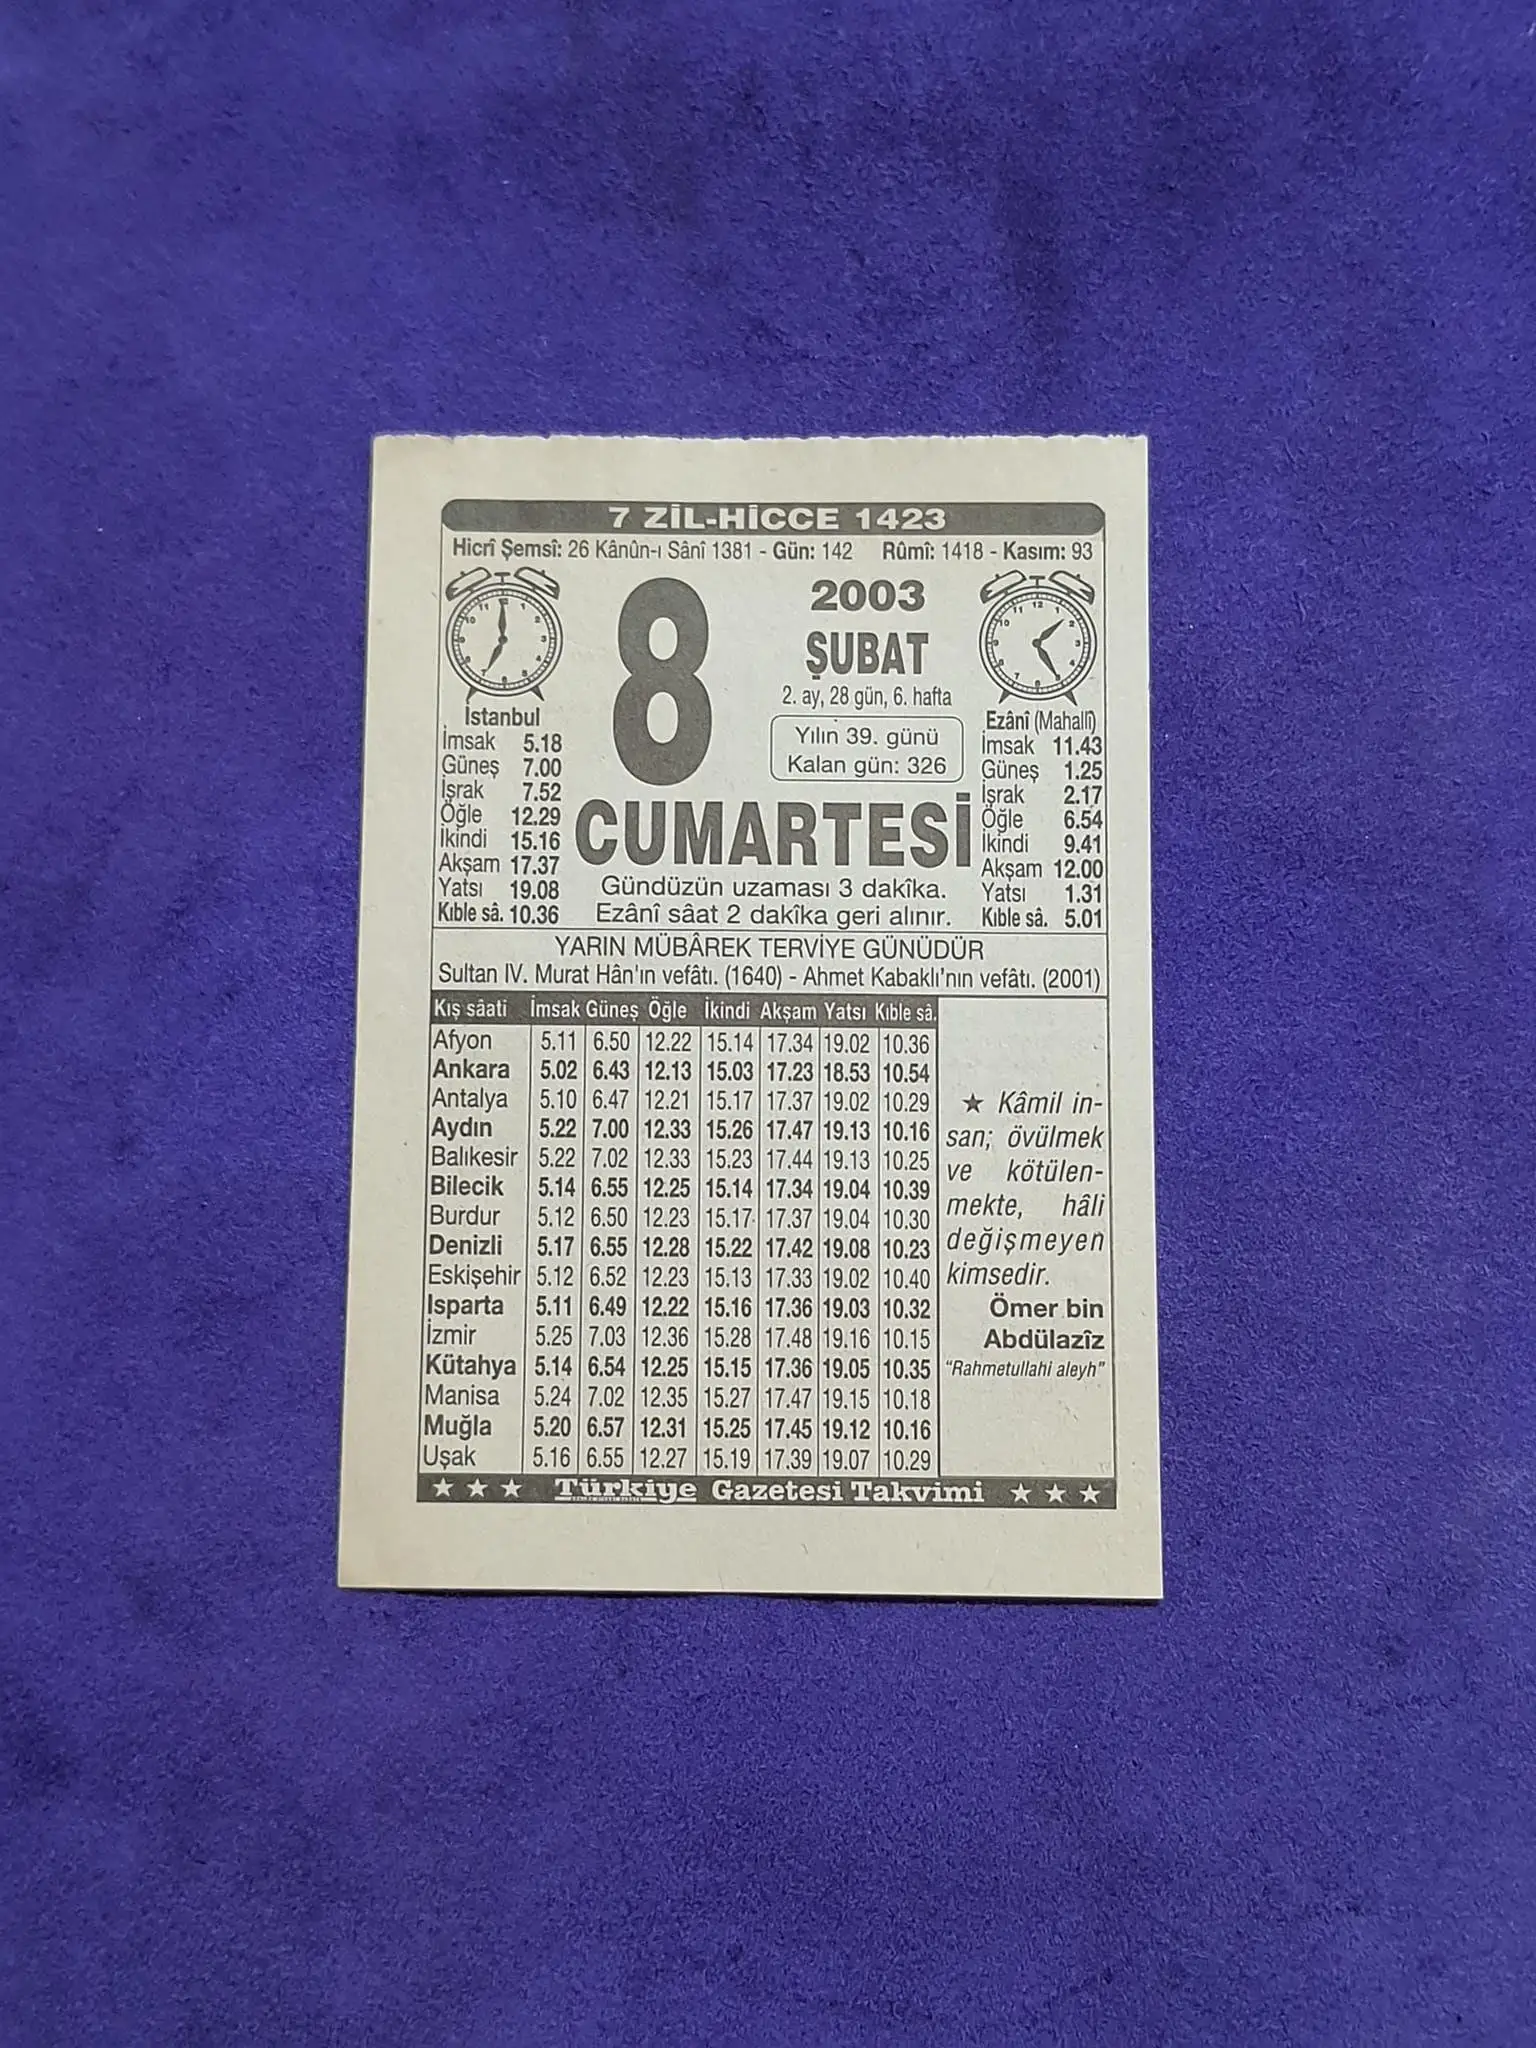 7 ZİL-HİCCE 1423
Hicrî Şemsî: 26 Kânûn-ı Sânî 1381 - Gün: 142 Rûmî: 1418 - Kasım: 93
8
2003
ŞUBAT
2. ay, 28 gün, 6. hafta
Yılın 39. günü
Kalan gün: 326
CUMARTESİ
Gündüzün uzaması 3 dakîka.
Ezânî sâat 2 dakîka geri alınır.
İstanbul
İmsak 5.18
Güneş 7.00
İşrak 7.52
Öğle 12.29
İkindi 15.16
Akşam 17.37
Yatsı 19.08
Kıble sâ. 10.36
Ezânî (Mahallî)
İmsak 11.43
Güneş 1.25
İşrak 2.17
Öğle 6.54
İkindi 9.41
Akşam 12.00
Yatsı 1.31
Kıble sâ. 5.01
YARIN MÜBÂREK TERVİYE GÜNÜDÜR
Sultan IV. Murat Hân'ın vefâtı. (1640) - Ahmet Kabaklı'nın vefâtı. (2001)
Kış sâati İmsak Güneş Öğle İkindi Akşam Yatsı Kıble sâ.
Afyon 5.11 6.50 12.22 15.14 17.34 19.02 10.36
Ankara 5.02 6.43 12.13 15.03 17.23 18.53 10.54
Antalya 5.10 6.47 12.21 15.17 17.37 19.02 10.29
Aydın 5.22 7.00 12.33 15.26 17.47 19.13 10.16
Balıkesir 5.22 7.02 12.33 15.23 17.44 19.13 10.25
Bilecik 5.14 6.55 12.25 15.14 17.34 19.04 10.39
Burdur 5.12 6.50 12.23 15.17 17.37 19.04 10.30
Denizli 5.17 6.55 12.28 15.22 17.42 19.08 10.23
Eskişehir 5.12 6.52 12.23 15.13 17.33 19.02 10.40
Isparta 5.11 6.49 12.22 15.16 17.36 19.03 10.32
İzmir 5.25 7.03 12.36 15.28 17.48 19.16 10.15
Kütahya 5.14 6.54 12.25 15.15 17.36 19.05 10.35
Manisa 5.24 7.02 12.35 15.27 17.47 19.15 10.18
Muğla 5.20 6.57 12.31 15.25 17.45 19.12 10.16
Uşak 5.16 6.55 12.27 15.19 17.39 19.07 10.29
★ Kâmil in-
san; övülmek
ve kötülen-
mekte, hâli
değişmeyen
kimsedir.
Ömer bin
Abdülazîz
"Rahmetullahi aleyh"
★ ★ ★ Türkiye Gazetesi Takvimi ★ ★ ★